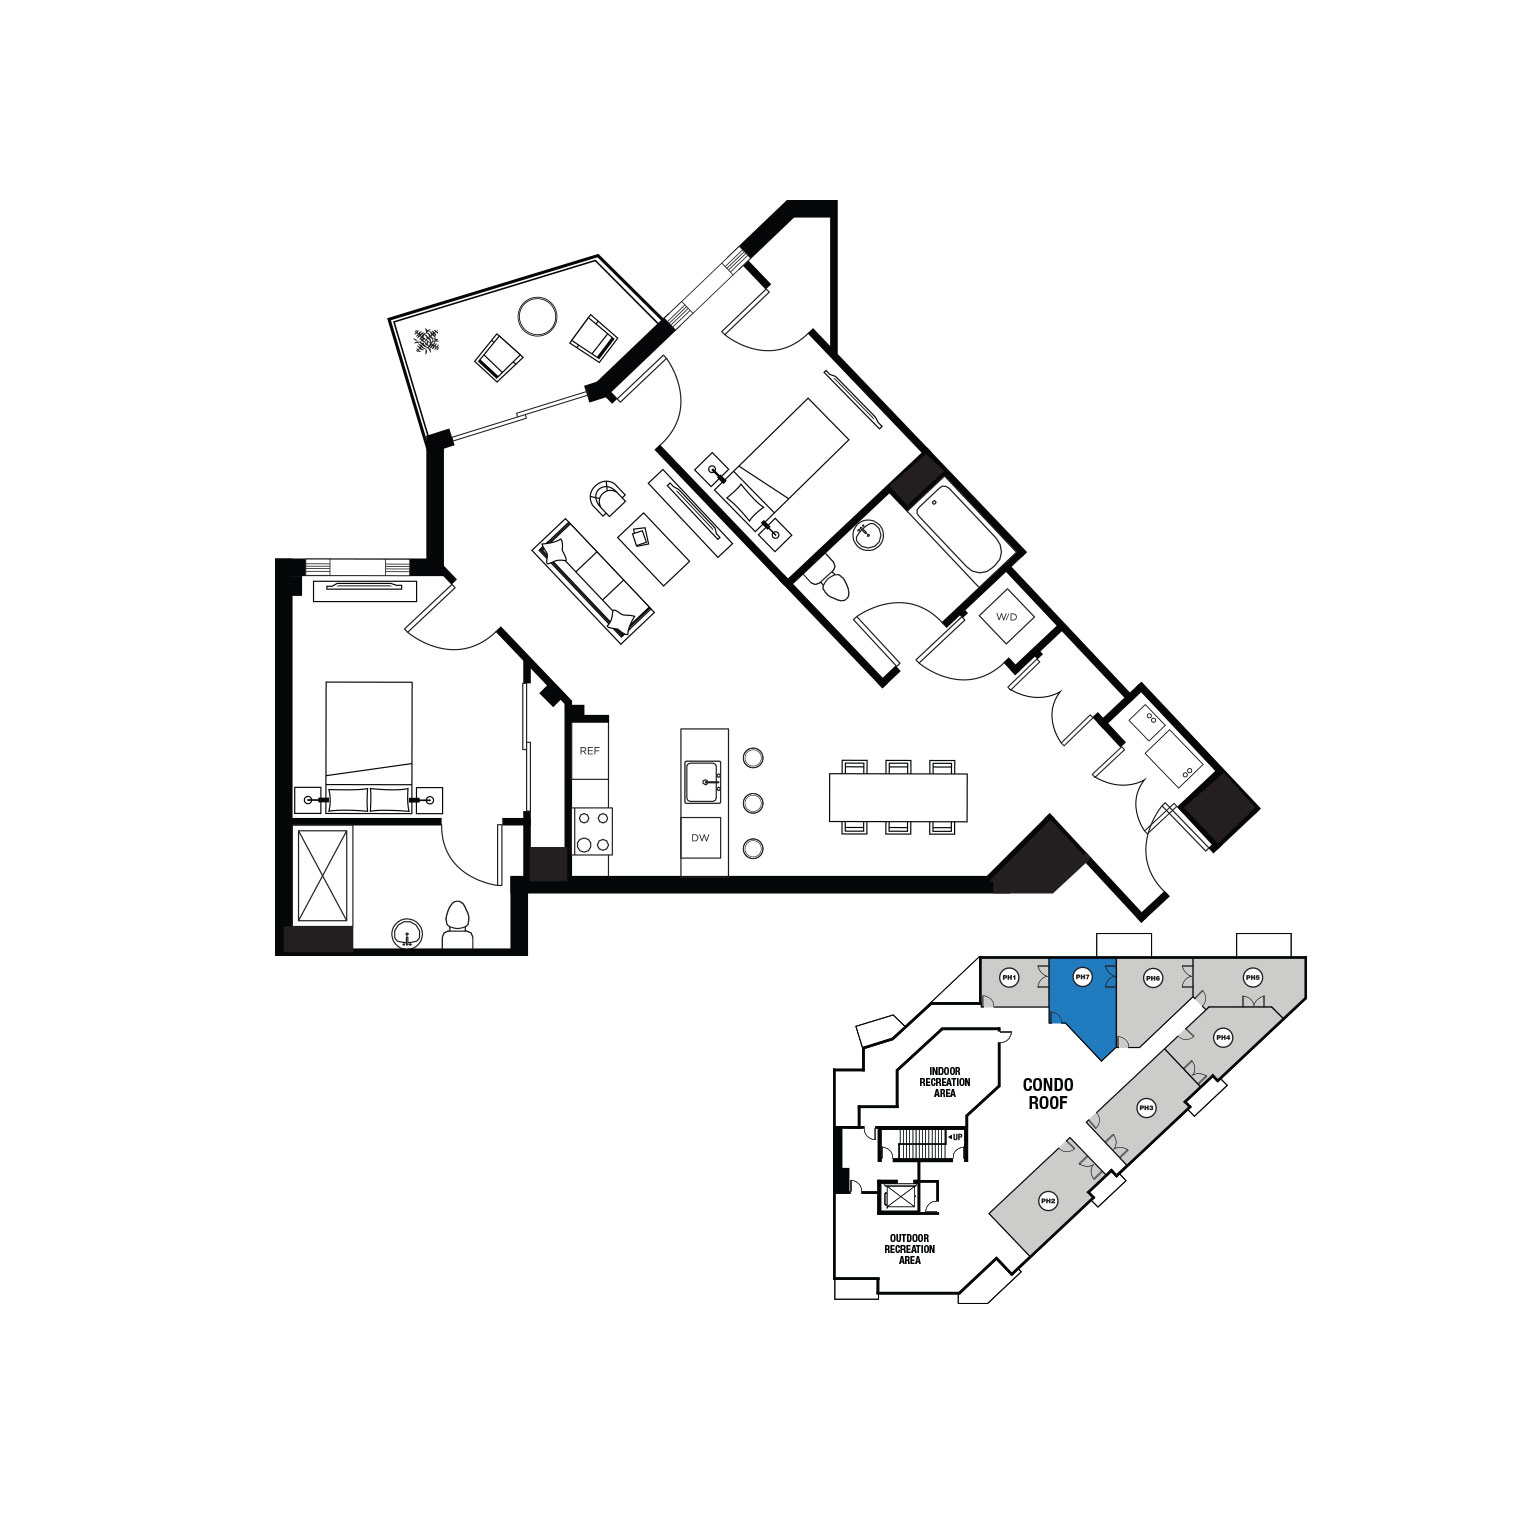 W/D
REF
DW
PH1
PH7
PH6
PH5
PH4
INDOOR
RECREATION
AREA
CONDO
ROOF
PH3
UP
PH2
OUTDOOR
RECREATION
AREA